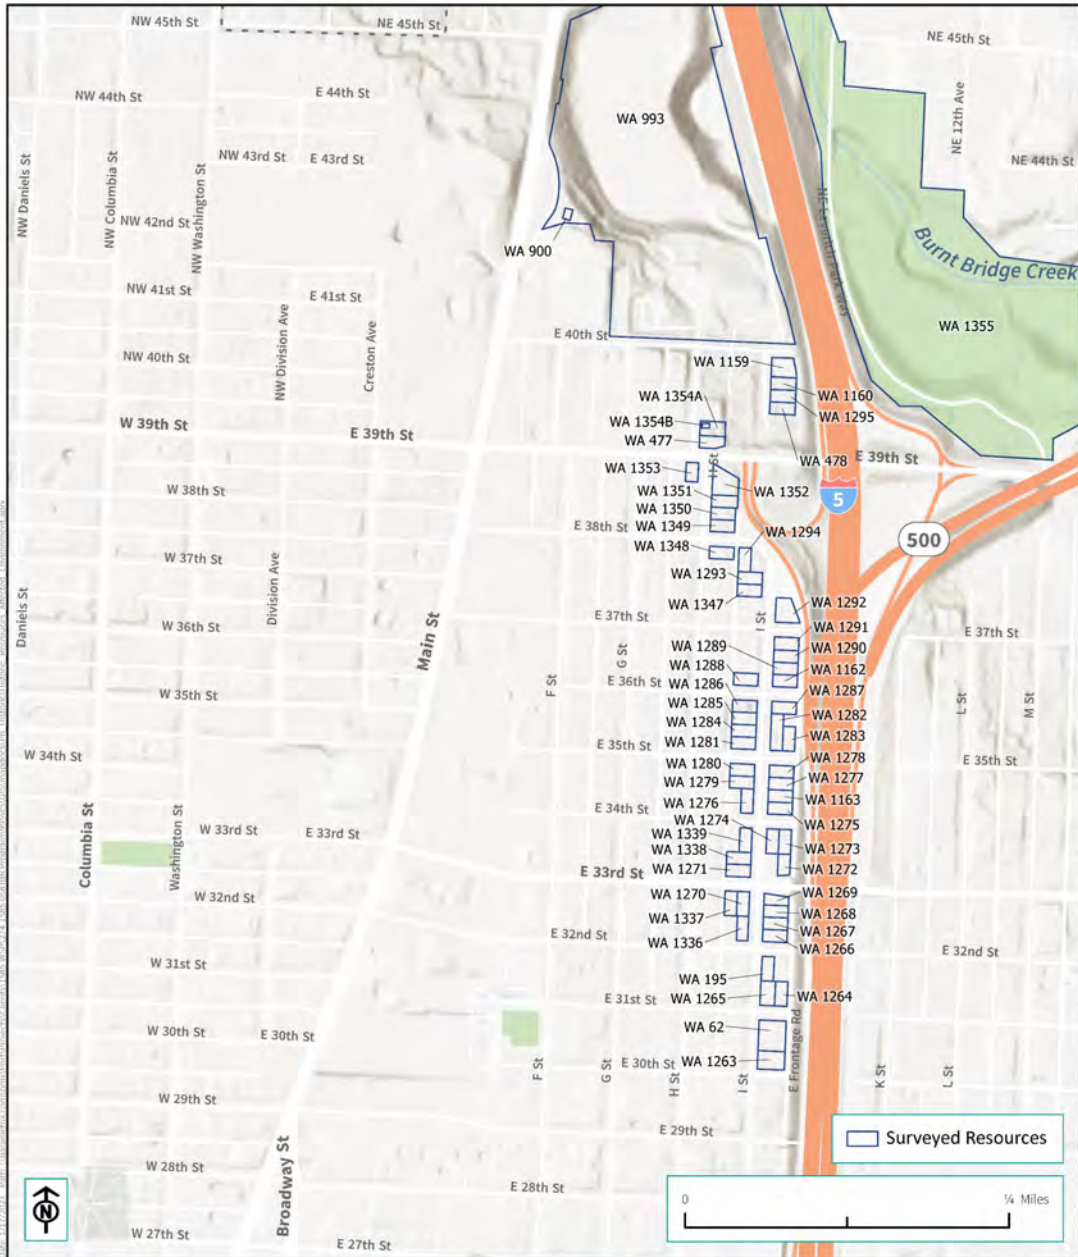 NW 45th St
NE 45th St
NE 45th St
NW 44th St
E 44th St
WA 993
NE 12th Ave
NW 43rd St
E 43rd St
NE 44th St
NW Daniels St
NW Columbia St
NW Washington St
NW 42nd St
WA 900
NE Leverich Park Way
Burnt Bridge Creek
NW 41st St
E 41st St
WA 1355
NW Division Ave
Creston Ave
E 40th St
NW 40th St
WA 1159
WA 1160
WA 1354A
WA 1295
WA 1354B
W 39th St
E 39th St
WA 477
WA 478
E 39th St
H St
WA 1353
W 38th St
WA 1352
WA 1351
5
WA 1350
E 38th St
WA 1349
WA 1294
500
WA 1348
W 37th St
WA 1293
Division Ave
Daniels St
WA 1347
WA 1292
E 37th St
I St
W 36th St
Main St
WA 1291
E 37th St
WA 1290
WA 1289
G St
WA 1288
WA 1162
E 36th St
WA 1286
WA 1287
F St
L St
M St
W 35th St
WA 1285
WA 1282
WA 1284
WA 1283
E 35th St
WA 1281
W 34th St
WA 1280
WA 1278
E 35th St
WA 1279
WA 1277
WA 1276
WA 1163
E 34th St
WA 1274
WA 1275
Columbia St
Washington St
W 33rd St
E 33rd St
WA 1339
WA 1273
WA 1338
E 33rd St
WA 1271
WA 1272
W 32nd St
WA 1270
WA 1269
WA 1337
WA 1268
WA 1267
E 32nd St
WA 1336
WA 1266
E 32nd St
W 31st St
WA 195
E 31st St
WA 1265
WA 1264
W 30th St
E 30th St
WA 62
E Frontage Rd
F St
G St
E 30th St
WA 1263
H St
I St
K St
L St
W 29th St
E 29th St
Broadway St
Surveyed Resources
W 28th St
E 28th St
N
0
¼ Miles
W 27th St
E 27th St